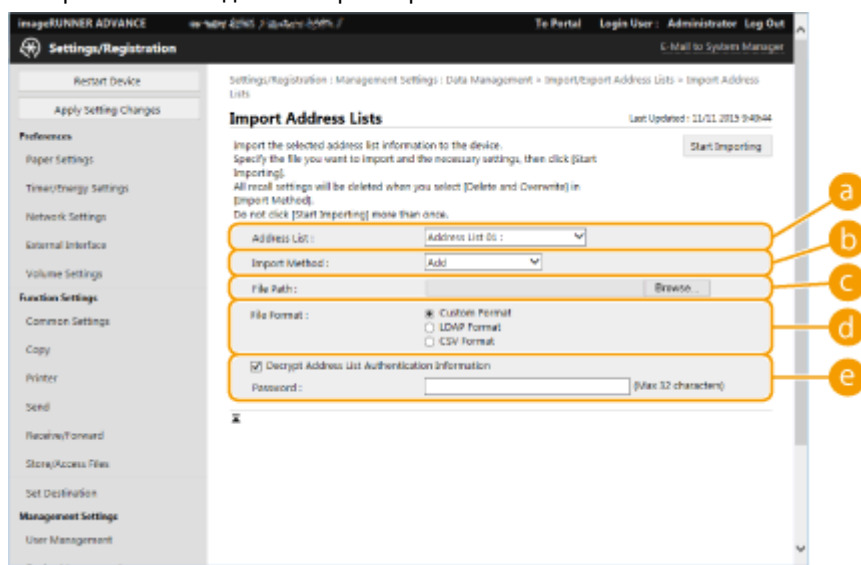 imageRUNNER ADVANCE
To Portal Login User : Administrator Log Out
Settings/Registration
E-Mail to System Manager
Restart Device
Apply Setting Changes
Preferences
Paper Settings
Timer/Energy Settings
Network Settings
External Interface
Volume Settings
Function Settings
Common Settings
Copy
Printer
Send
Receive/Forward
Store/Access Files
Set Destination
Management Settings
User Management
Settings/Registration : Management Settings : Data Management > Import/Export Address Lists > Import Address
Lists
Import Address Lists
Last Updated : 11/11 2015 9:49:44
Import the selected address list information to the device.
Specify the file you want to import and the necessary settings, then click [Start
Importing].
All recall settings will be deleted when you select [Delete and Overwrite] in
[Import Method].
Do not click [Start Importing] more than once.
Start Importing
Address List : Address List 01 :
a
Import Method : Add
b
File Path : Browse...
c
File Format : Custom Format
LDAP Format
CSV Format
d
Decrypt Address List Authentication Information
Password : (Max 32 characters)
e